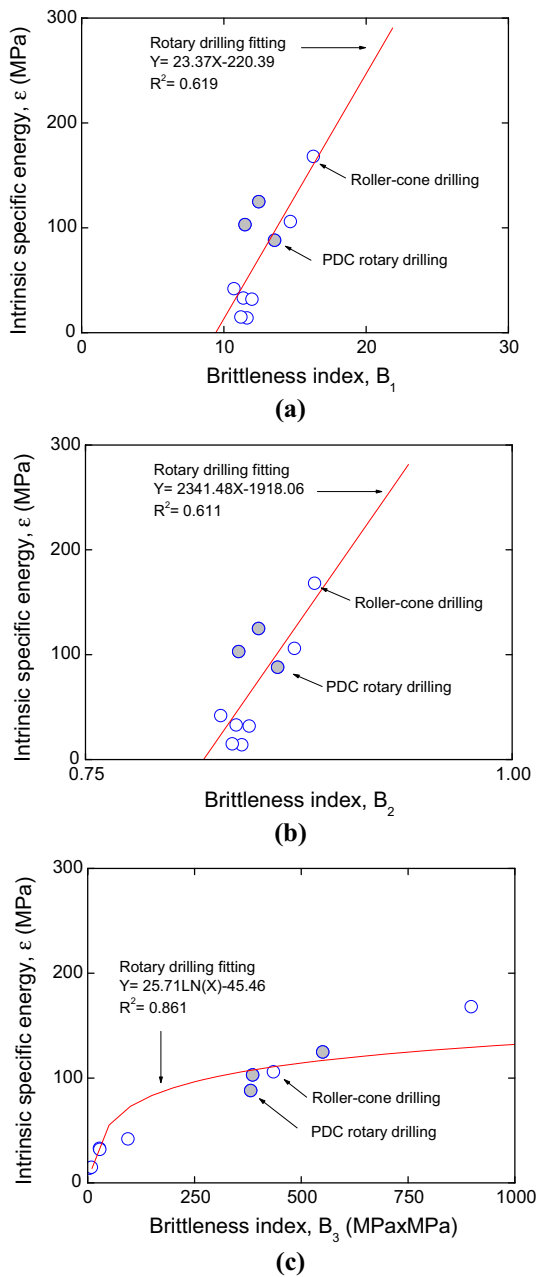 (a)
300
Rotary drilling fitting
Y= 23.37X-220.39
R²= 0.619
200
Roller-cone drilling
100
PDC rotary drilling
0
0
10
20
30
Intrinsic specific energy, ε (MPa)
Brittleness index, B₁
(a)
300
Rotary drilling fitting
Y= 2341.48X-1918.06
R²= 0.611
200
Roller-cone drilling
100
PDC rotary drilling
0
0.75
1.00
Intrinsic specific energy, ε (MPa)
Brittleness index, B₂
(b)
300
200
Rotary drilling fitting
Y= 25.71LN(X)-45.46
R²= 0.861
100
Roller-cone drilling
PDC rotary drilling
0
0
250
500
750
1000
Intrinsic specific energy, ε (MPa)
Brittleness index, B₃ (MPaxMPa)
(c)